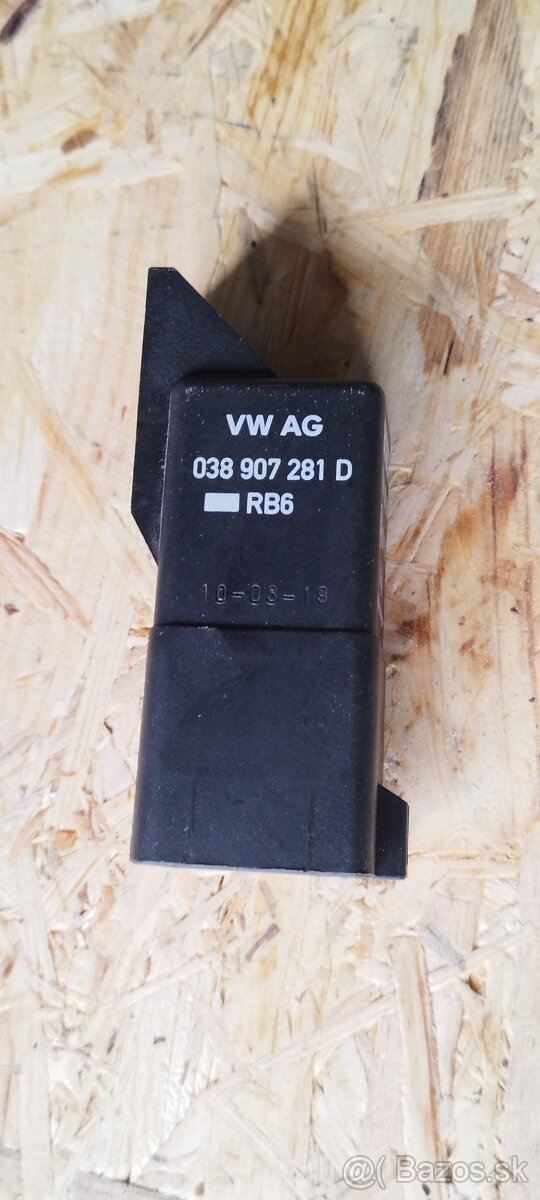 VW AG
038 907 281 D
RB6
10-03-19
@Bazos.sk